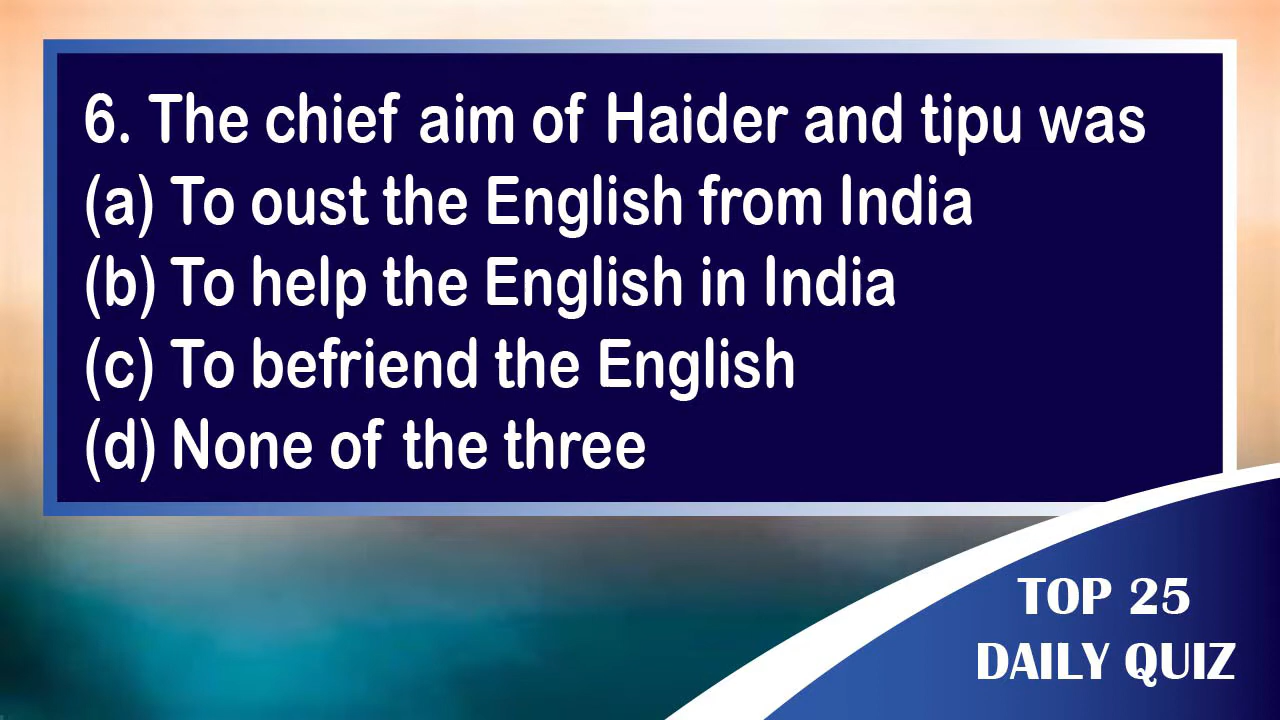 6. The chief aim of Haider and tipu was
(a) To oust the English from India
(b) To help the English in India
(c) To befriend the English
(d) None of the three
TOP 25
DAILY QUIZ